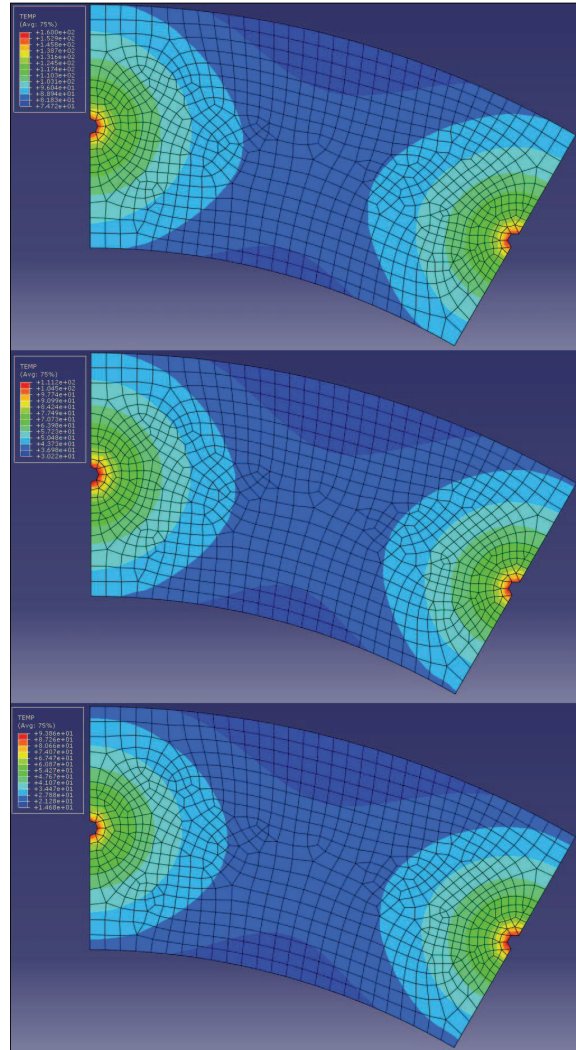 TEMP
(Avg: 75%)
+1.600e+02
+1.529e+02
+1.458e+02
+1.387e+02
+1.316e+02
+1.245e+02
+1.174e+02
+1.103e+02
+1.031e+02
+9.604e+01
+8.894e+01
+8.183e+01
+7.472e+01
TEMP
(Avg: 75%)
+1.112e+02
+1.045e+02
+9.774e+01
+9.099e+01
+8.424e+01
+7.749e+01
+7.073e+01
+6.398e+01
+5.723e+01
+5.048e+01
+4.373e+01
+3.698e+01
+3.022e+01
TEMP
(Avg: 75%)
+9.386e+01
+8.726e+01
+8.066e+01
+7.407e+01
+6.747e+01
+6.087e+01
+5.427e+01
+4.767e+01
+4.107e+01
+3.447e+01
+2.788e+01
+2.128e+01
+1.468e+01